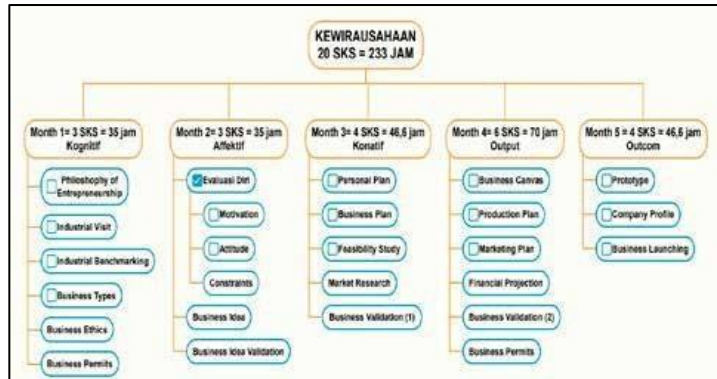 KEWIRAUSAHAAN
20 SKS = 233 JAM
Month 1= 3 SKS = 35 jam
Kognitif
Philoshophy of
Entrepreneurship
Industrial Visit
Industrial Benchmarking
Business Types
Business Ethics
Business Permits
Month 2= 3 SKS = 35 jam
Affektif
Evaluasi Diri
Motivation
Attitude
Constraints
Business Idea
Business Idea Validation
Month 3= 4 SKS = 46,6 jam
Konatif
Personal Plan
Business Plan
Feasibility Study
Market Research
Business Validation (1)
Month 4= 6 SKS = 70 jam
Output
Business Canvas
Production Plan
Marketing Plan
Financial Projection
Business Validation (2)
Business Permits
Month 5 = 4 SKS = 46,6 jam
Outcom
Prototype
Company Profile
Business Launching